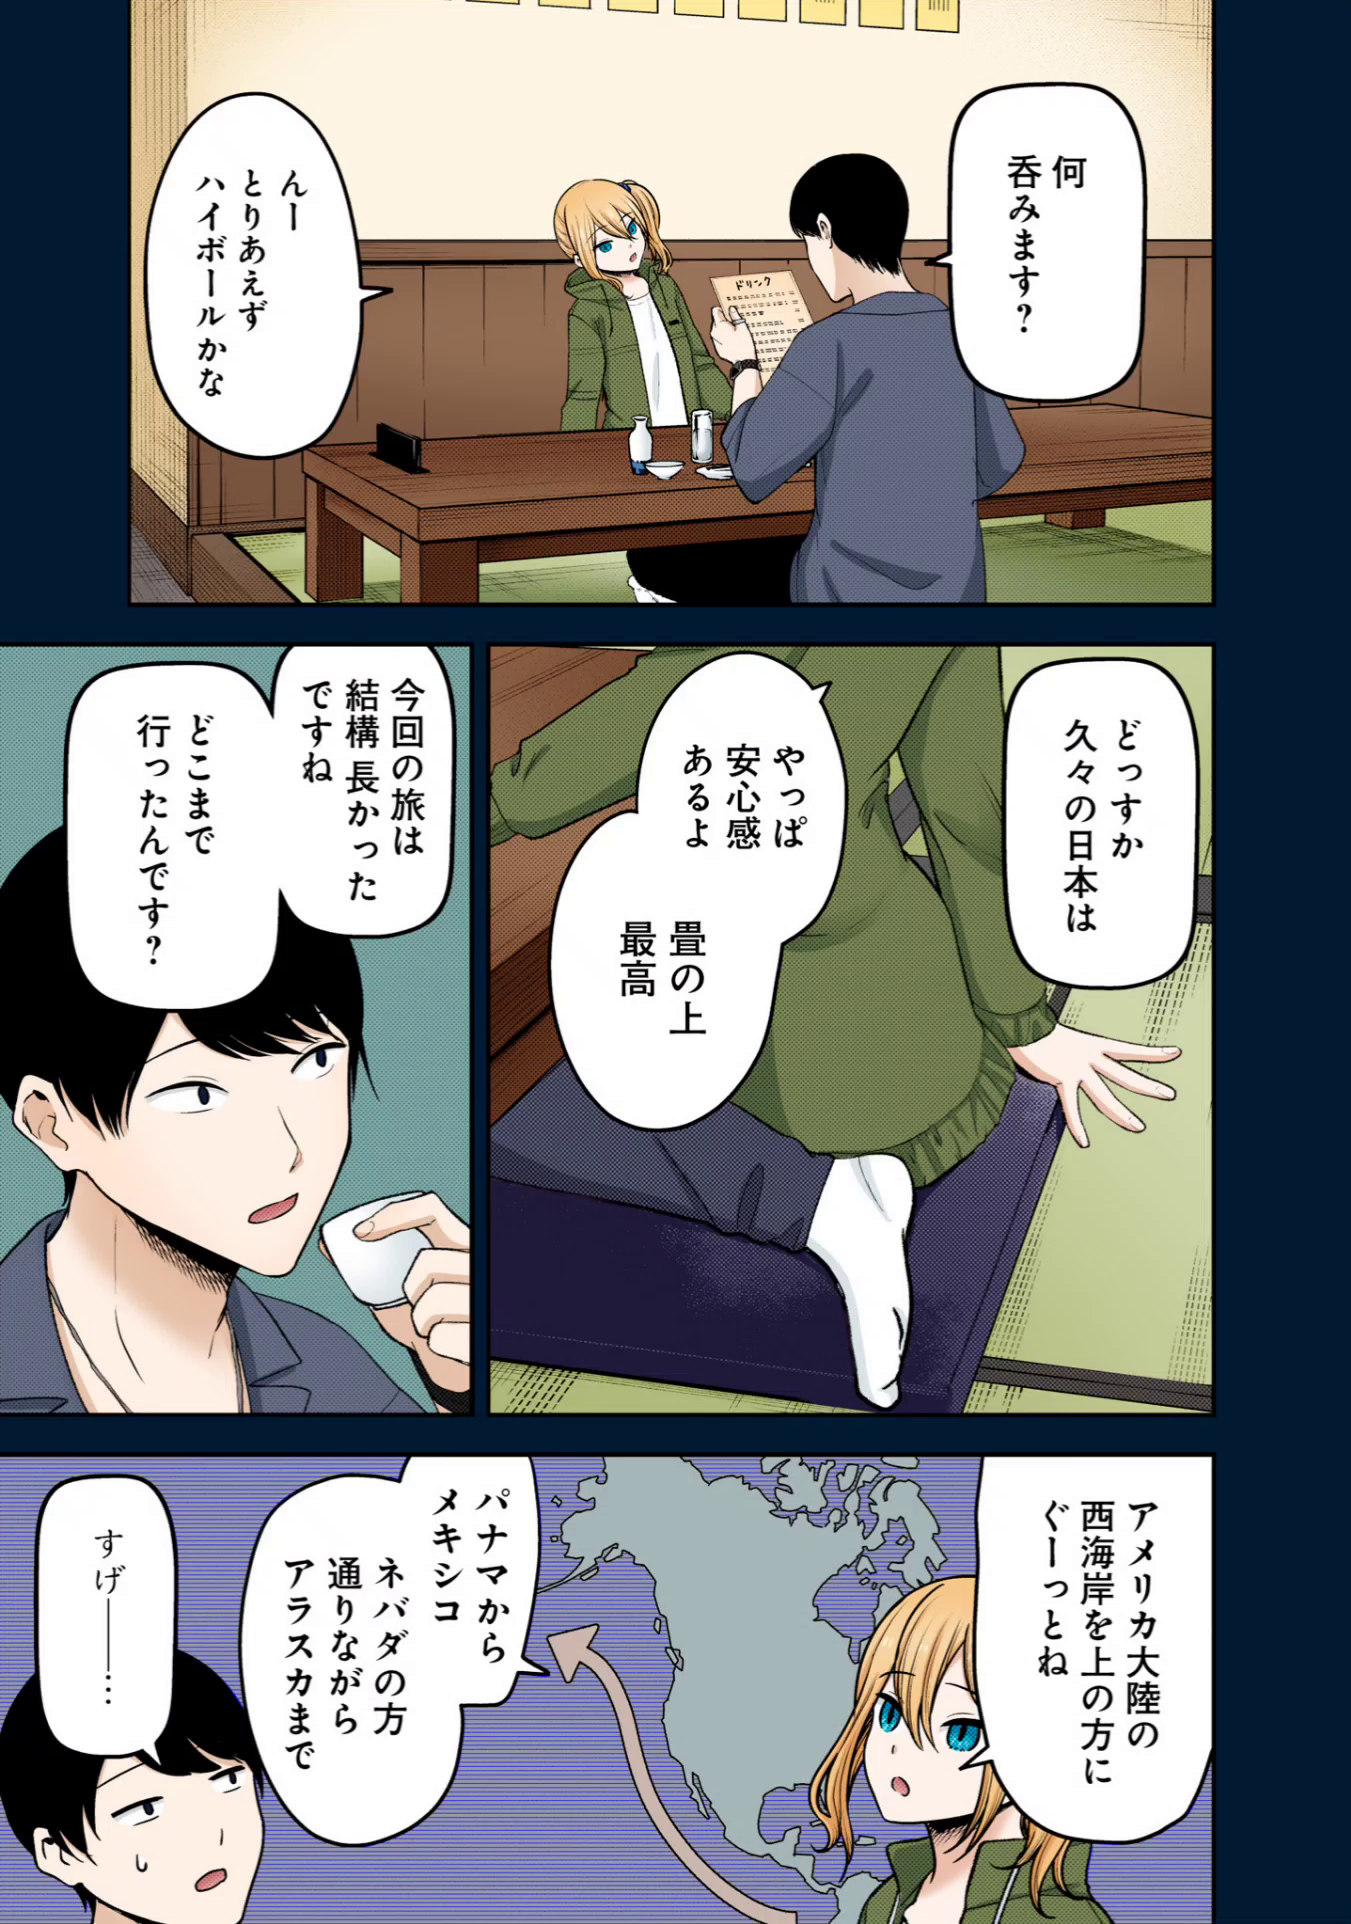 何
呑みます?
ドリンク
んー
とりあえず
ハイボールかな
どっすか
久々の日本は
やっぱ
安心感
あるよ
畳の上
最高
今回の旅は
結構長かった
ですね
どこまで
行ったんです?
アメリカ大陸の
西海岸を上の方に
ぐーっとね
パナマから
メキシコ
ネバダの方
通りながら
アラスカまで
すげ――…